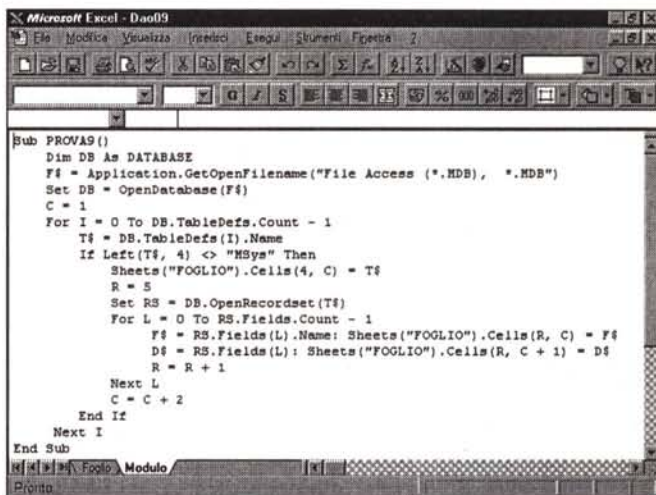 Microsoft Excel - Dao09
File Modifica Visualizza Inserisci Esegui Strumenti Finestra ?
G I S
% 000
Sub PROVA9()
Dim DB As DATABASE
F$ = Application.GetOpenFilename("File Access (*.MDB), *.MDB")
Set DB = OpenDatabase(F$)
C = 1
For I = 0 To DB.TableDefs.Count - 1
T$ = DB.TableDefs(I).Name
If Left(T$, 4) <> "MSys" Then
Sheets("FOGLIO").Cells(4, C) = T$
R = 5
Set RS = DB.OpenRecordset(T$)
For L = 0 To RS.Fields.Count - 1
F$ = RS.Fields(L).Name: Sheets("FOGLIO").Cells(R, C) = F$
D$ = RS.Fields(L): Sheets("FOGLIO").Cells(R, C + 1) = D$
R = R + 1
Next L
C = C + 2
End If
Next I
End Sub
Foglio Modulo
Pronto